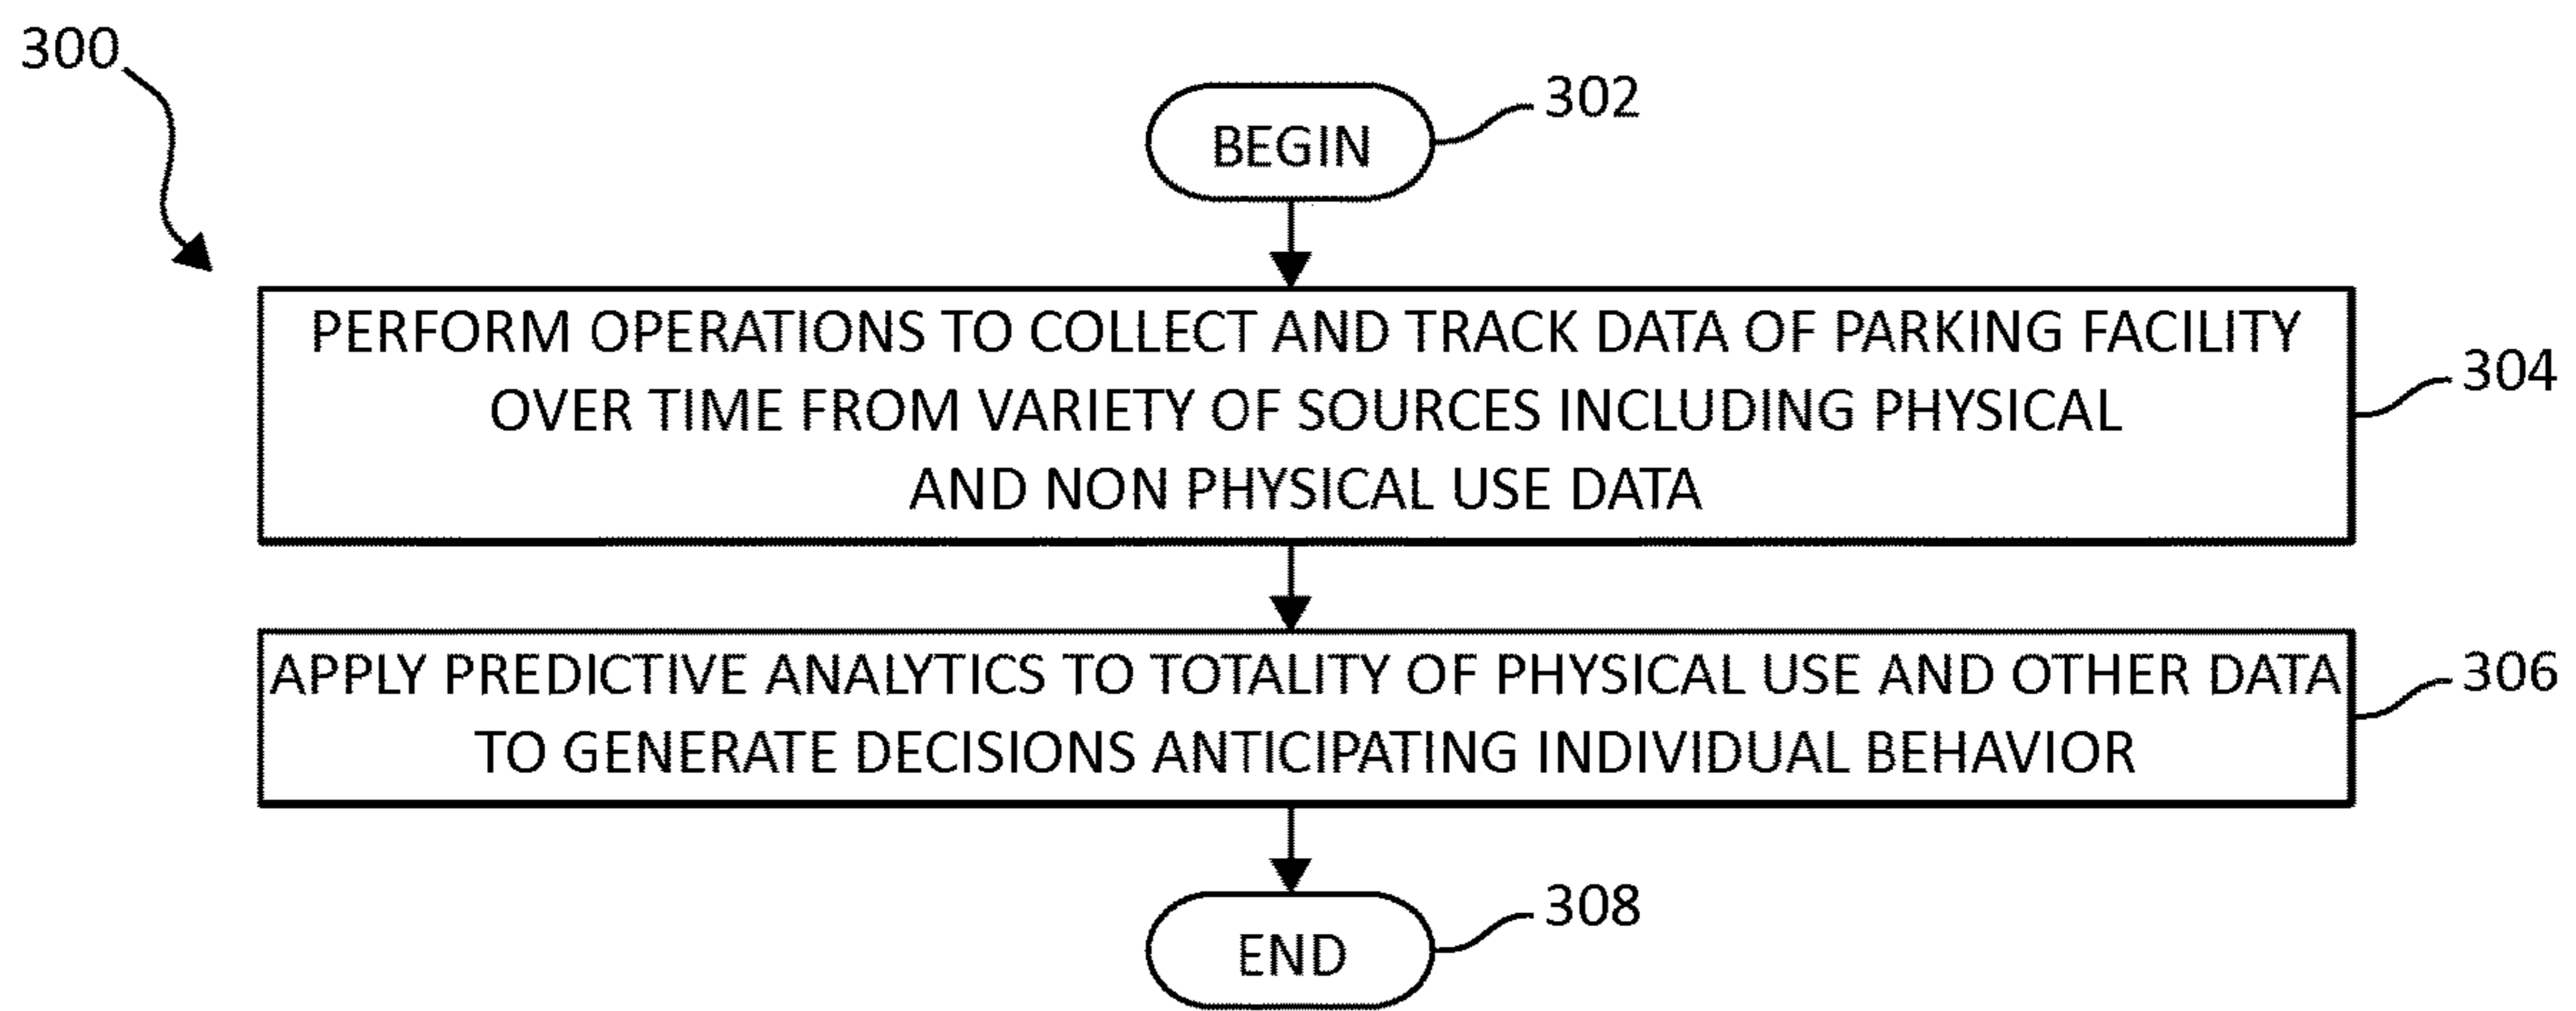 300
BEGIN
302
PERFORM OPERATIONS TO COLLECT AND TRACK DATA OF PARKING FACILITY
OVER TIME FROM VARIETY OF SOURCES INCLUDING PHYSICAL
AND NON PHYSICAL USE DATA
304
APPLY PREDICTIVE ANALYTICS TO TOTALITY OF PHYSICAL USE AND OTHER DATA
TO GENERATE DECISIONS ANTICIPATING INDIVIDUAL BEHAVIOR
306
END
308